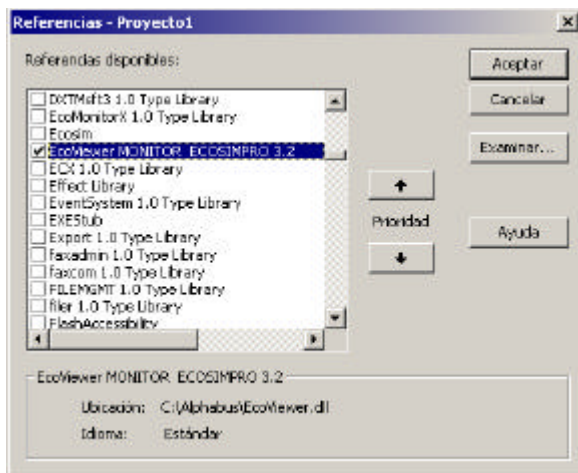 Referencias - Proyecto1
Referencias disponibles:
DXTMsft3 1.0 Type Library
EcoMonitorX 1.0 Type Library
Ecosim
EcoViewer MONITOR ECOSIMPRO 3.2
ECX 1.0 Type Library
Effect Library
EventSystem 1.0 Type Library
EXEStub
Export 1.0 Type Library
faxadmin 1.0 Type Library
faxcom 1.0 Type Library
FILEMGMT 1.0 Type Library
filer 1.0 Type Library
FlashAccessibility
Prioridad
Aceptar
Cancelar
Examinar...
Ayuda
EcoViewer MONITOR ECOSIMPRO 3.2
Ubicación: C:\Alphabus\EcoViewer.dll
Idioma: Estándar